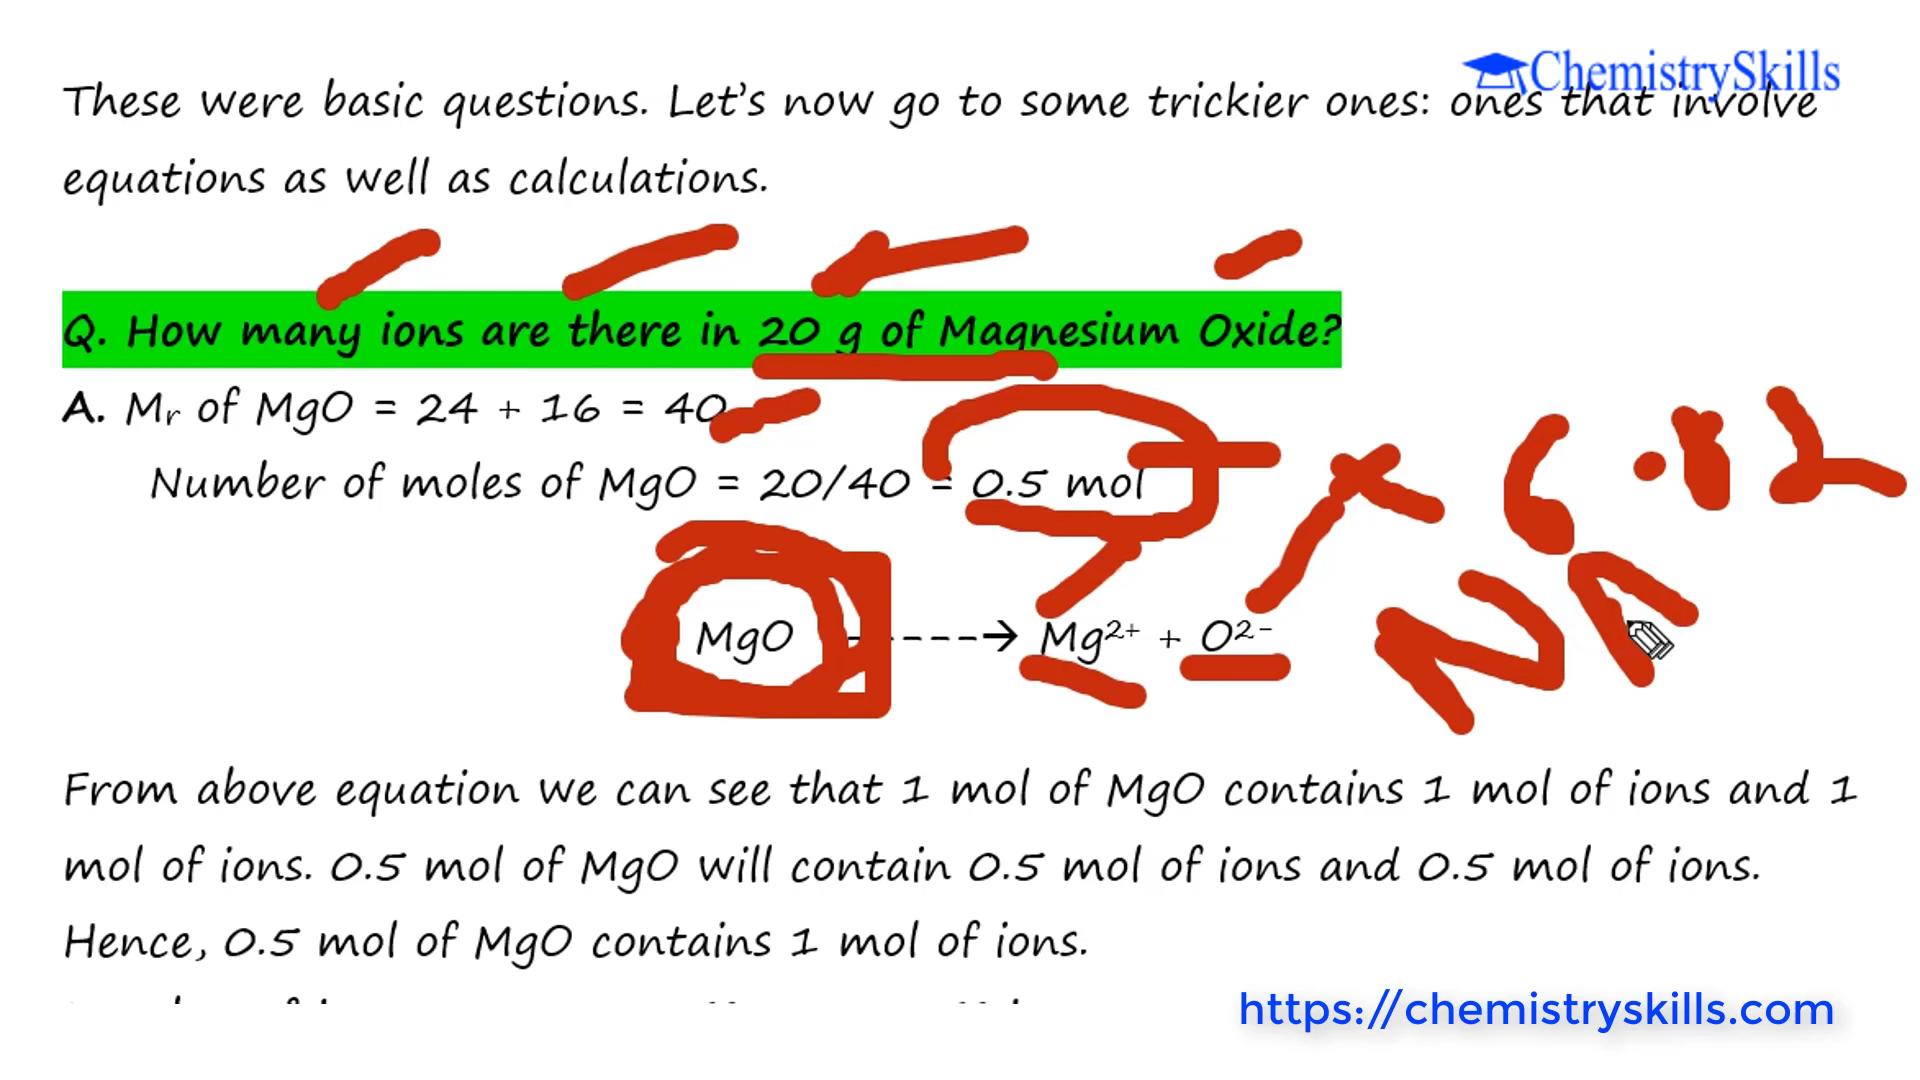 ChemistrySkills
These were basic questions. Let's now go to some trickier ones: ones that involve
equations as well as calculations.
Q. How many ions are there in 20 g of Magnesium Oxide?
A. Mᵣ of MgO = 24 + 16 = 40
Number of moles of MgO = 20/40 = 0.5 mol
× 6.02
NA
MgO -----→ Mg²⁺ + O²⁻
From above equation we can see that 1 mol of MgO contains 1 mol of ions and 1
mol of ions. 0.5 mol of MgO will contain 0.5 mol of ions and 0.5 mol of ions.
Hence, 0.5 mol of MgO contains 1 mol of ions.
https://chemistryskills.com